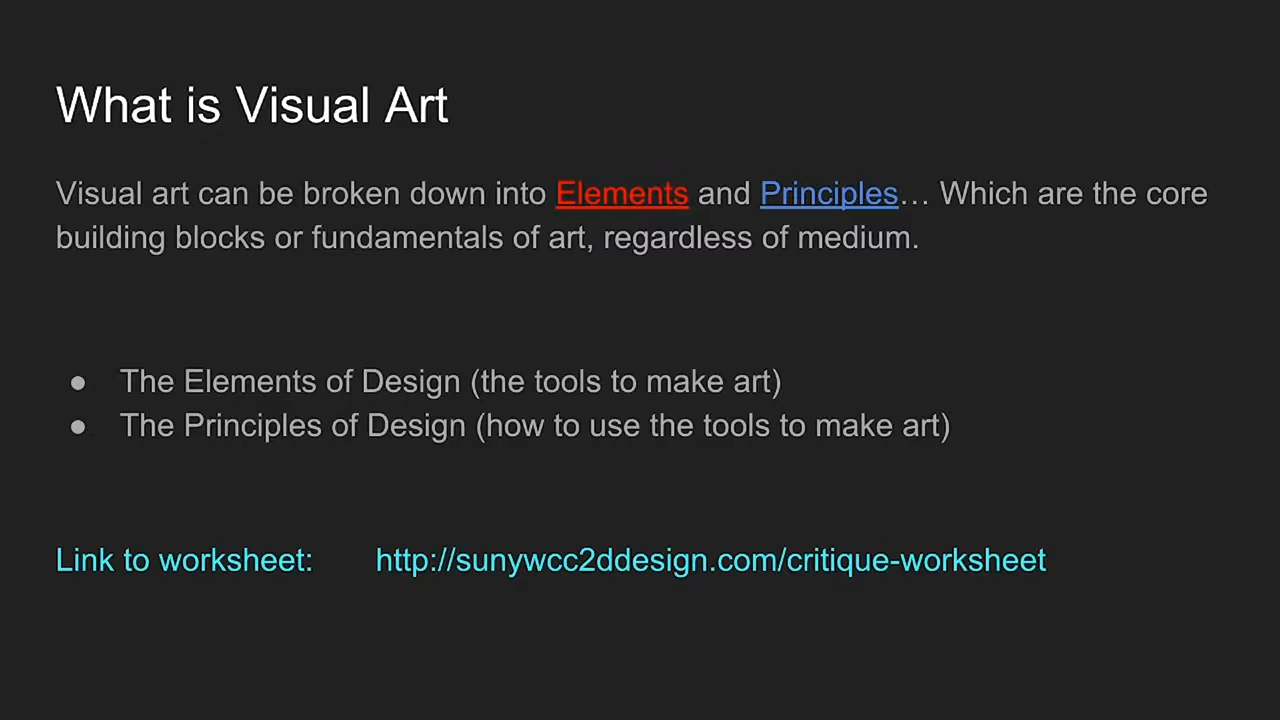 What is Visual Art
Visual art can be broken down into Elements and Principles… Which are the core
building blocks or fundamentals of art, regardless of medium.
● The Elements of Design (the tools to make art)
● The Principles of Design (how to use the tools to make art)
Link to worksheet: http://sunywcc2ddesign.com/critique-worksheet